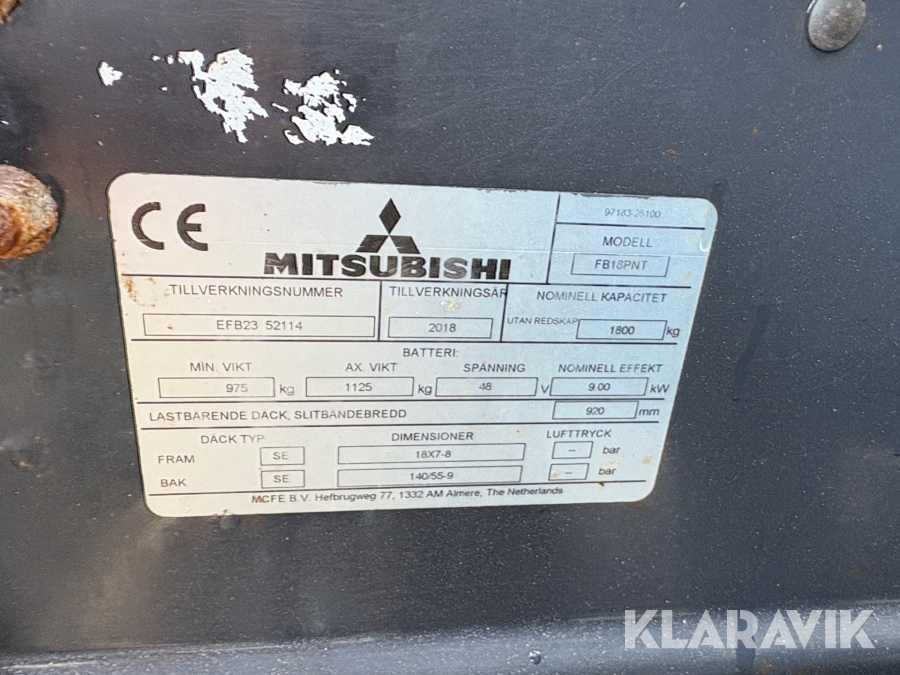 CE
MITSUBISHI
97183-25100
MODELL
FB18PNT
TILLVERKNINGSNUMMER
EFB23 52114
TILLVERKNINGSÅR
2018
NOMINELL KAPACITET
UTAN REDSKAP 1800 kg
BATTERI:
MIN. VIKT AX. VIKT SPÄNNING NOMINELL EFFEKT
975 kg 1125 kg 48 V 9.00 kW
LASTBÄRENDE DÄCK, SLITBANDEBREDD 920 mm
DÄCK TYP DIMENSIONER LUFTTRYCK
FRAM SE 18X7-8 -- bar
BAK SE 140/55-9 -- bar
MCFE B.V. Hefbrugweg 77, 1332 AM Almere, The Netherlands
KLARAVIK